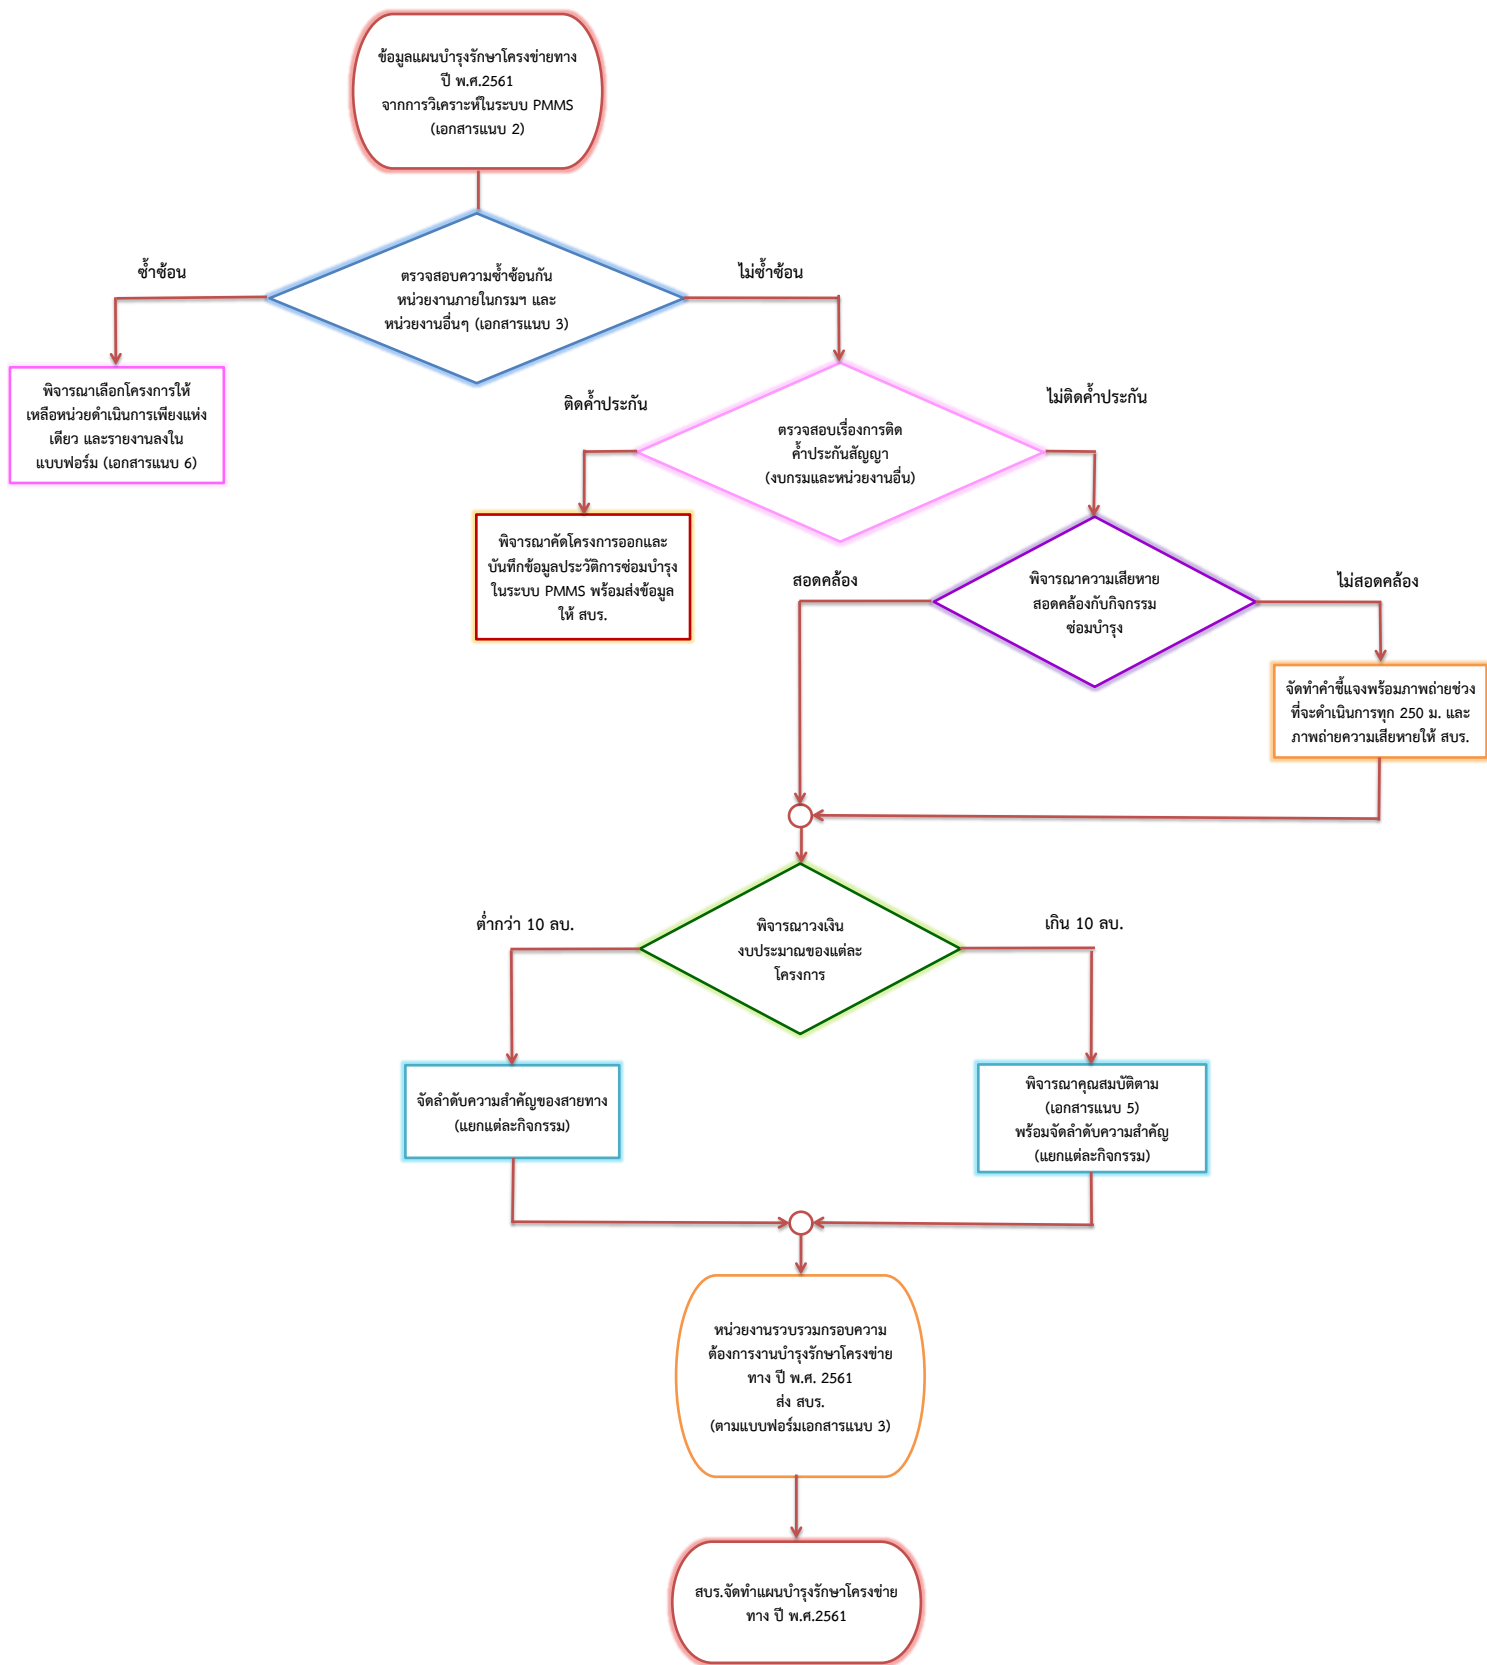 ข้อมูลแผนบำรุงรักษาโครงข่ายทาง
ปี พ.ศ.2561
จากการวิเคราะห์ในระบบ PMMS
(เอกสารแนบ 2)
ซ้ำซ้อน
ไม่ซ้ำซ้อน
ตรวจสอบความซ้ำซ้อนกัน
หน่วยงานภายในกรมฯ และ
หน่วยงานอื่นๆ (เอกสารแนบ 3)
พิจารณาเลือกโครงการให้
เหลือหน่วยดำเนินการเพียงแห่ง
เดียว และรายงานลงใน
แบบฟอร์ม (เอกสารแนบ 6)
ติดค้ำประกัน
ไม่ติดค้ำประกัน
ตรวจสอบเรื่องการติด
ค้ำประกันสัญญา
(งบกรมและหน่วยงานอื่น)
พิจารณาคัดโครงการออกและ
บันทึกข้อมูลประวัติการซ่อมบำรุง
ในระบบ PMMS พร้อมส่งข้อมูล
ให้ สบร.
สอดคล้อง
ไม่สอดคล้อง
พิจารณาความเสียหาย
สอดคล้องกับกิจกรรม
ซ่อมบำรุง
จัดทำคำชี้แจงพร้อมภาพถ่ายช่วง
ที่จะดำเนินการทุก 250 ม. และ
ภาพถ่ายความเสียหายให้ สบร.
ต่ำกว่า 10 ลบ.
เกิน 10 ลบ.
พิจารณาวงเงิน
งบประมาณของแต่ละ
โครงการ
จัดลำดับความสำคัญของสายทาง
(แยกแต่ละกิจกรรม)
พิจารณาคุณสมบัติตาม
(เอกสารแนบ 5)
พร้อมจัดลำดับความสำคัญ
(แยกแต่ละกิจกรรม)
หน่วยงานรวบรวมกรอบความ
ต้องการงานบำรุงรักษาโครงข่าย
ทาง ปี พ.ศ. 2561
ส่ง สบร.
(ตามแบบฟอร์มเอกสารแนบ 3)
สบร.จัดทำแผนบำรุงรักษาโครงข่าย
ทาง ปี พ.ศ.2561